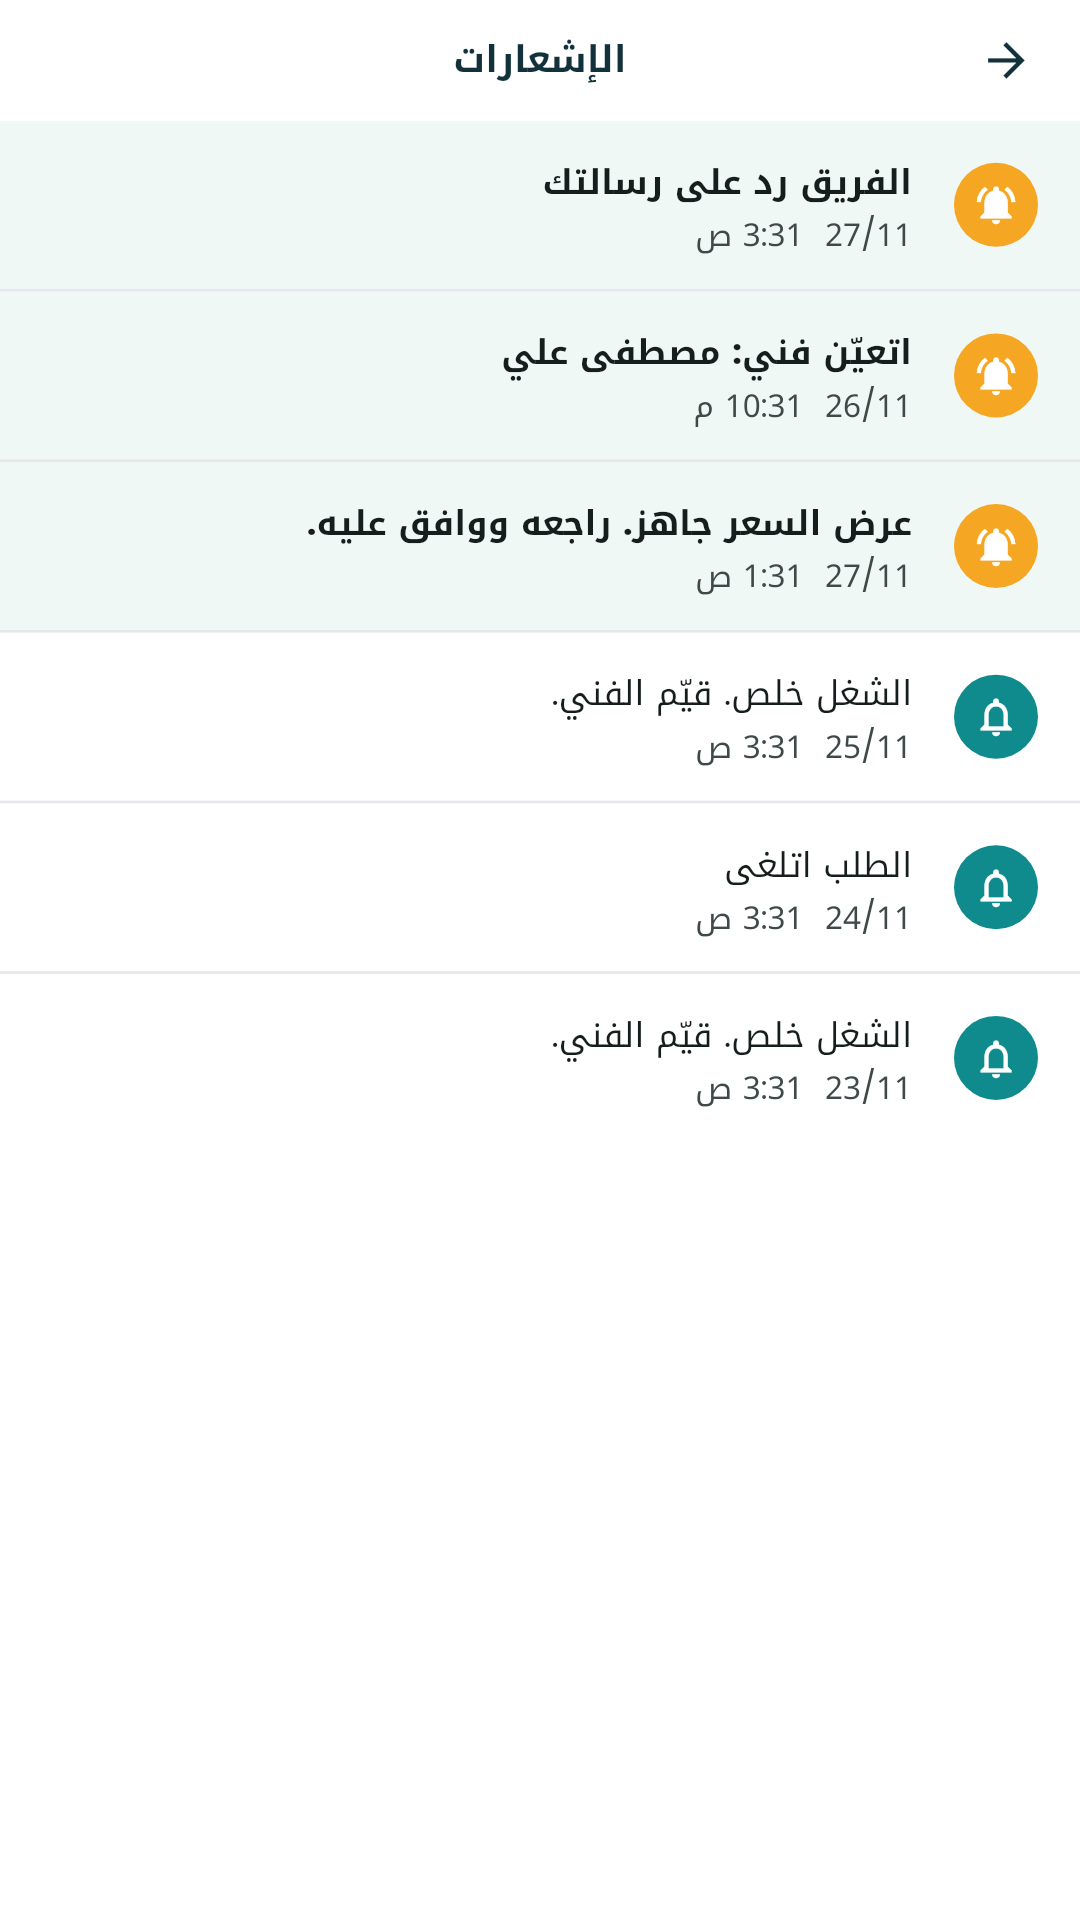 الإشعارات
الفريق رد على رسالتك
27/11 3:31 ص
اتعيّن فني: مصطفى علي
26/11 10:31 م
عرض السعر جاهز. راجعه ووافق عليه.
27/11 1:31 ص
الشغل خلص. قيّم الفني.
25/11 3:31 ص
الطلب اتلغى
24/11 3:31 ص
الشغل خلص. قيّم الفني.
23/11 3:31 ص